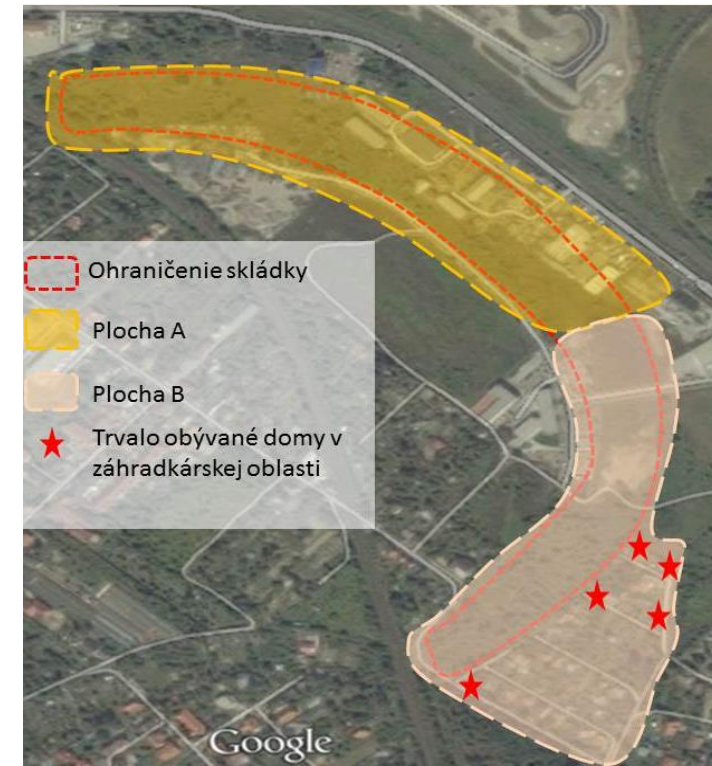 Ohraničenie skládky
Plocha A
Plocha B
Trvalo obývané domy v
záhradkárskej oblasti
Google